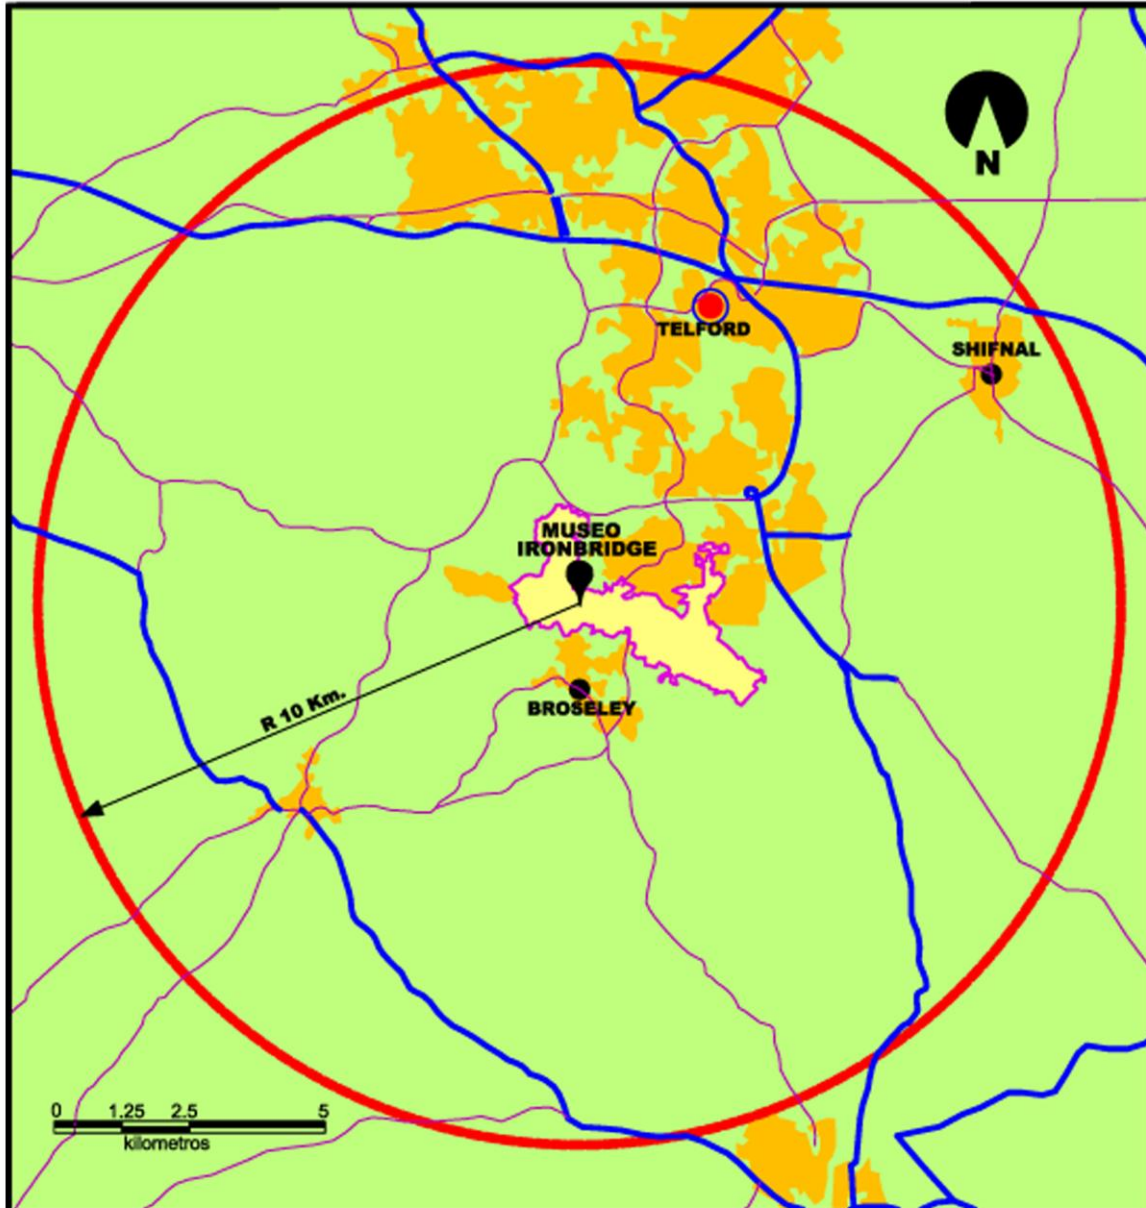 N
TELFORD
SHIFNAL
MUSEO
IRONBRIDGE
R 10 Km.
BROSELEY
0 1.25 2.5 5
kilometros